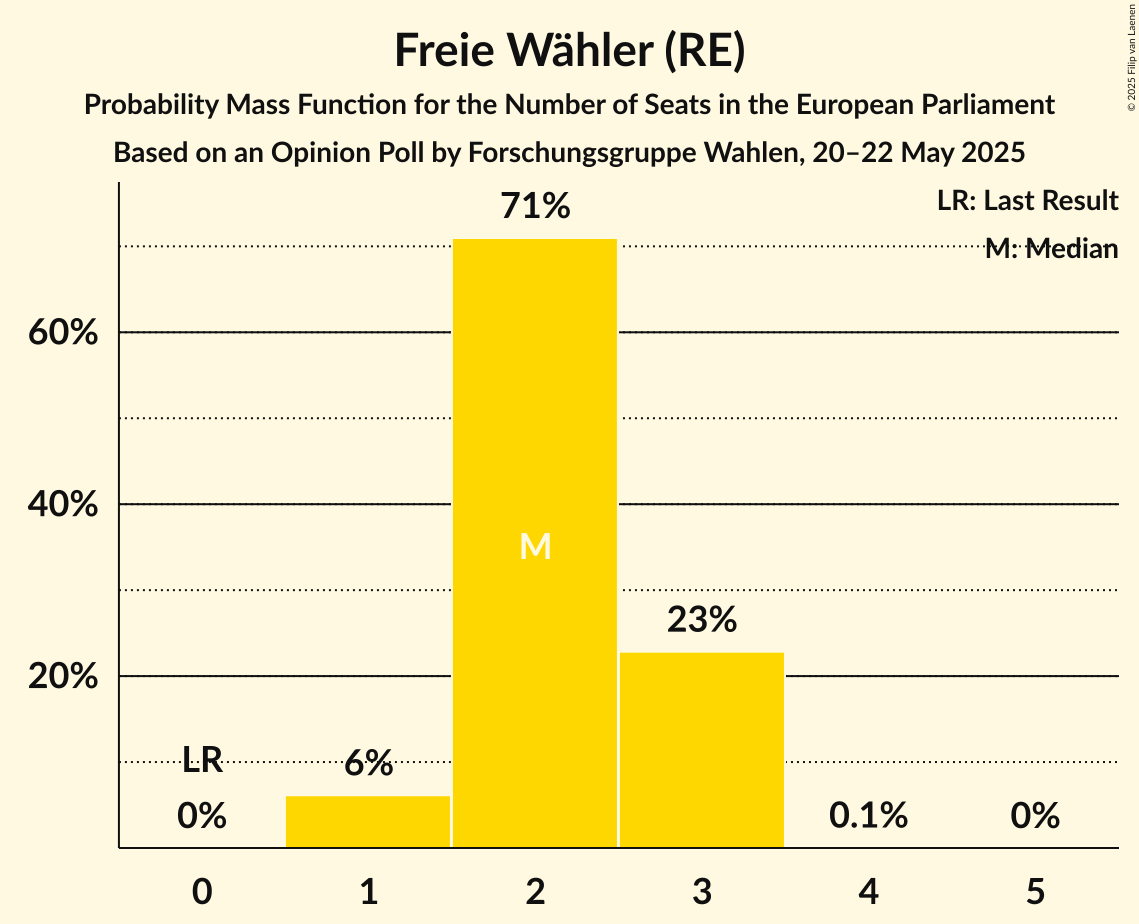 Freie Wähler (RE)
Probability Mass Function for the Number of Seats in the European Parliament
Based on an Opinion Poll by Forschungsgruppe Wahlen, 20–22 May 2025
© 2025 Filip van Laenen
LR: Last Result
M: Median
71%
60%
40%
M
23%
20%
LR
6%
0%
0.1%
0%
0 1 2 3 4 5